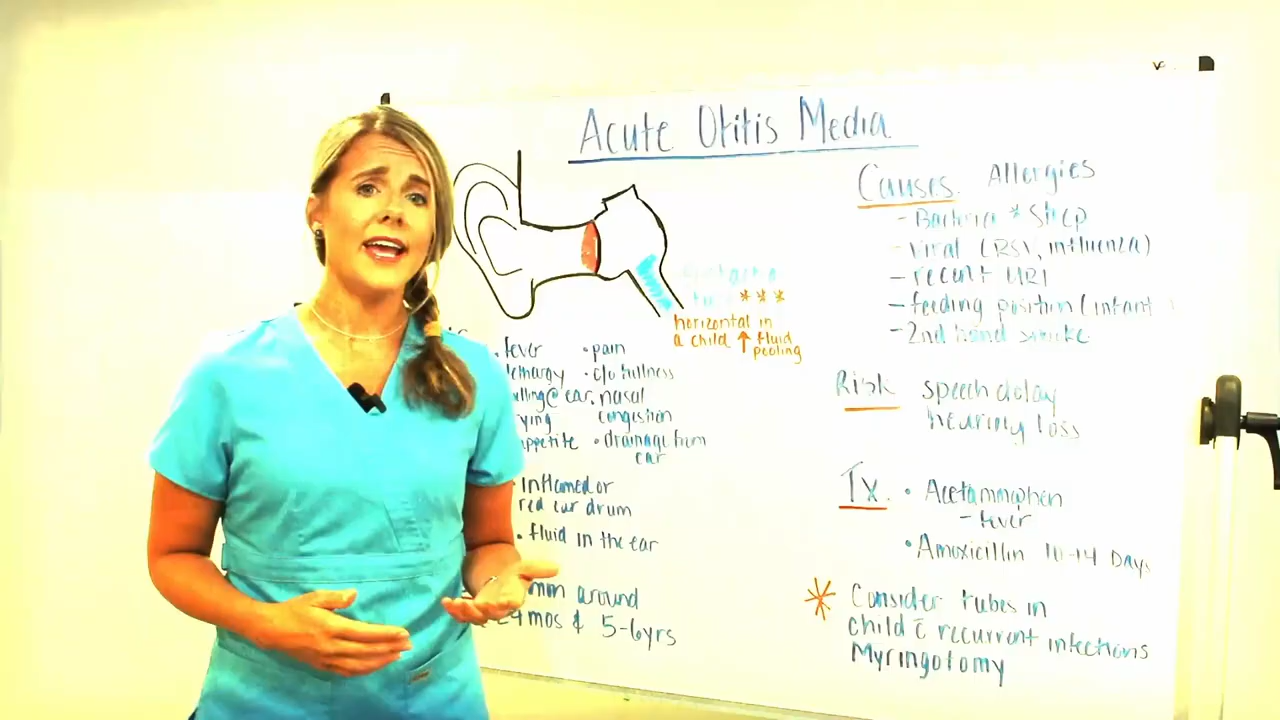 Acute Otitis Media
Causes Allergies
- Bacteria * Strep
- Viral (RSV, influenza)
- recent URI
- feeding position (infant
- 2nd hand smoke
horizontal in
a child ↑ fluid
pooling
• fever • pain
lethargy • c/o fullness
@ ear • nasal
congestion
• drainage from
ear
• inflamed or
red ear drum
• fluid in the ear
around
mos & 5-6yrs
Risk speech delay
hearing loss
Tx • Acetaminophen
- fever
• Amoxicillin 10-14 Days
* Consider tubes in
child c̄ recurrent infections
Myringotomy